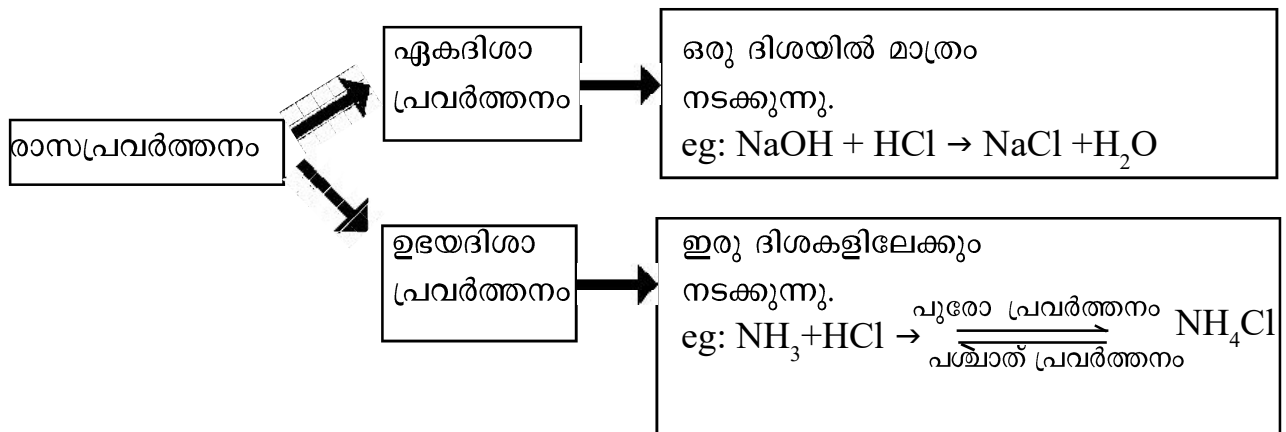 രാസപ്രവർത്തനം
ഏകദിശാ
പ്രവർത്തനം
ഒരു ദിശയിൽ മാത്രം
നടക്കുന്നു.
eg: NaOH + HCl → NaCl +H₂O
ഉഭയദിശാ
പ്രവർത്തനം
ഇരു ദിശകളിലേക്കും
നടക്കുന്നു.
പുരോ പ്രവർത്തനം
eg: NH₃+HCl → ⇌ NH₄Cl
പശ്ചാത് പ്രവർത്തനം